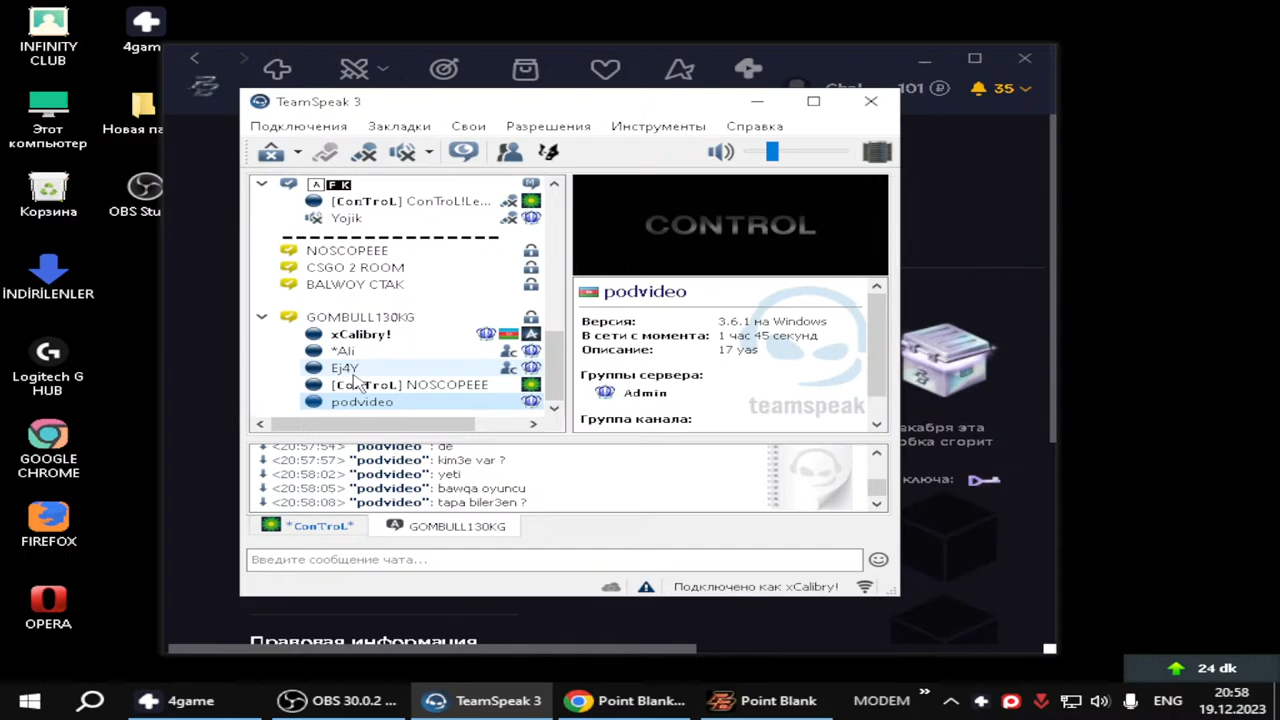 INFINITY
CLUB
4gam
Этот
компьютер
Новая па
Корзина
OBS Stu
İNDİRİLENLER
Logitech G
HUB
GOOGLE
CHROME
FIREFOX
OPERA
101
35
TeamSpeak 3
Подключения Закладки Свои Разрешения Инструменты Справка
A F K
[ConTroL] ConTroL!Le...
Yojik
NOSCOPEEE
CSGO 2 ROOM
BALWOY CTAK
GOMBULL130KG
xCalibry!
*Ali
Ej4Y
[ConTroL] NOSCOPEEE
podvideo
CONTROL
podvideo
Версия: 3.6.1 на Windows
В сети с момента: 1 час 45 секунд
Описание: 17 yas
Группы сервера:
Admin
Группа канала:
teamspeak
<20:57:54> "podvideo" : de
<20:57:57> "podvideo" : kim3e var ?
<20:58:02> "podvideo" : yeti
<20:58:05> "podvideo" : bawqa oyuncu
<20:58:08> "podvideo" : tapa biler3en ?
*ConTroL* GOMBULL130KG
Введите сообщение чата...
Подключено как xCalibry!
екабря эта
обка сгорит
ключа:
Правовая информация
24 dk
4game OBS 30.0.2 ... TeamSpeak 3 Point Blank... Point Blank MODEM » ENG 20:58
19.12.2023